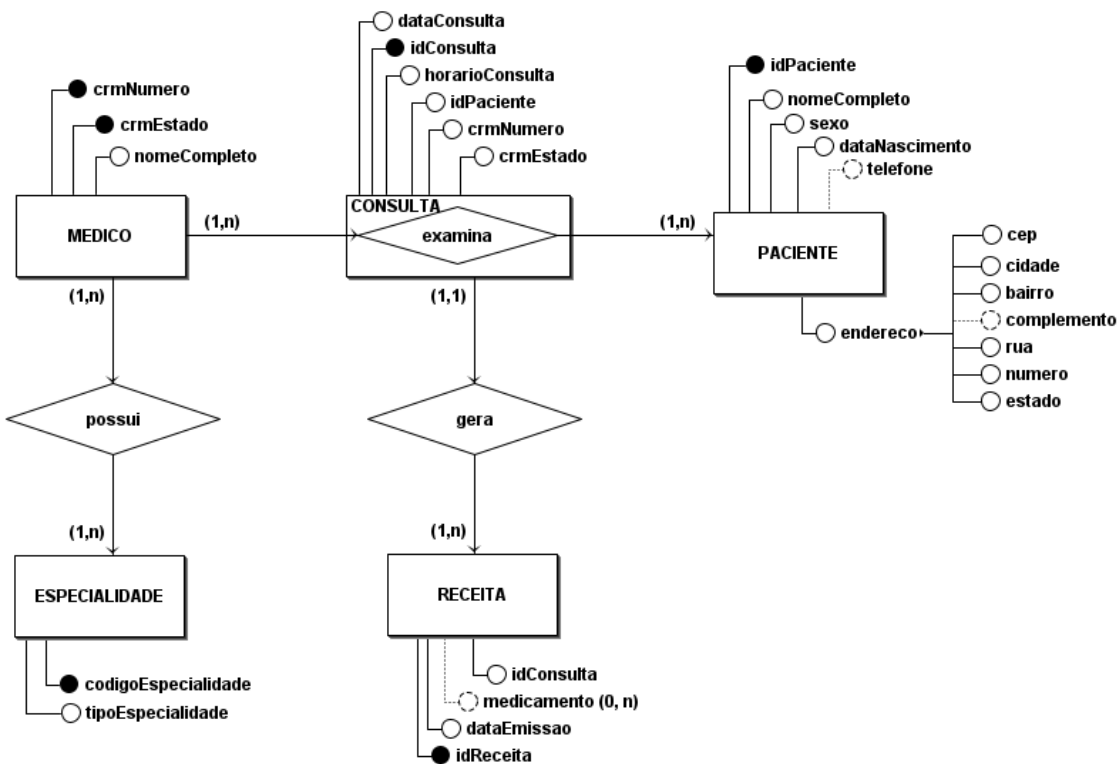 dataConsulta
idConsulta
horarioConsulta
idPaciente
crmNumero
crmEstado
crmNumero
crmEstado
nomeCompleto
idPaciente
nomeCompleto
sexo
dataNascimento
telefone
MEDICO
(1,n)
CONSULTA
examina
(1,n)
PACIENTE
cep
cidade
bairro
complemento
rua
numero
estado
endereco
(1,n)
(1,1)
possui
gera
(1,n)
(1,n)
ESPECIALIDADE
RECEITA
codigoEspecialidade
tipoEspecialidade
idConsulta
medicamento (0, n)
dataEmissao
idReceita